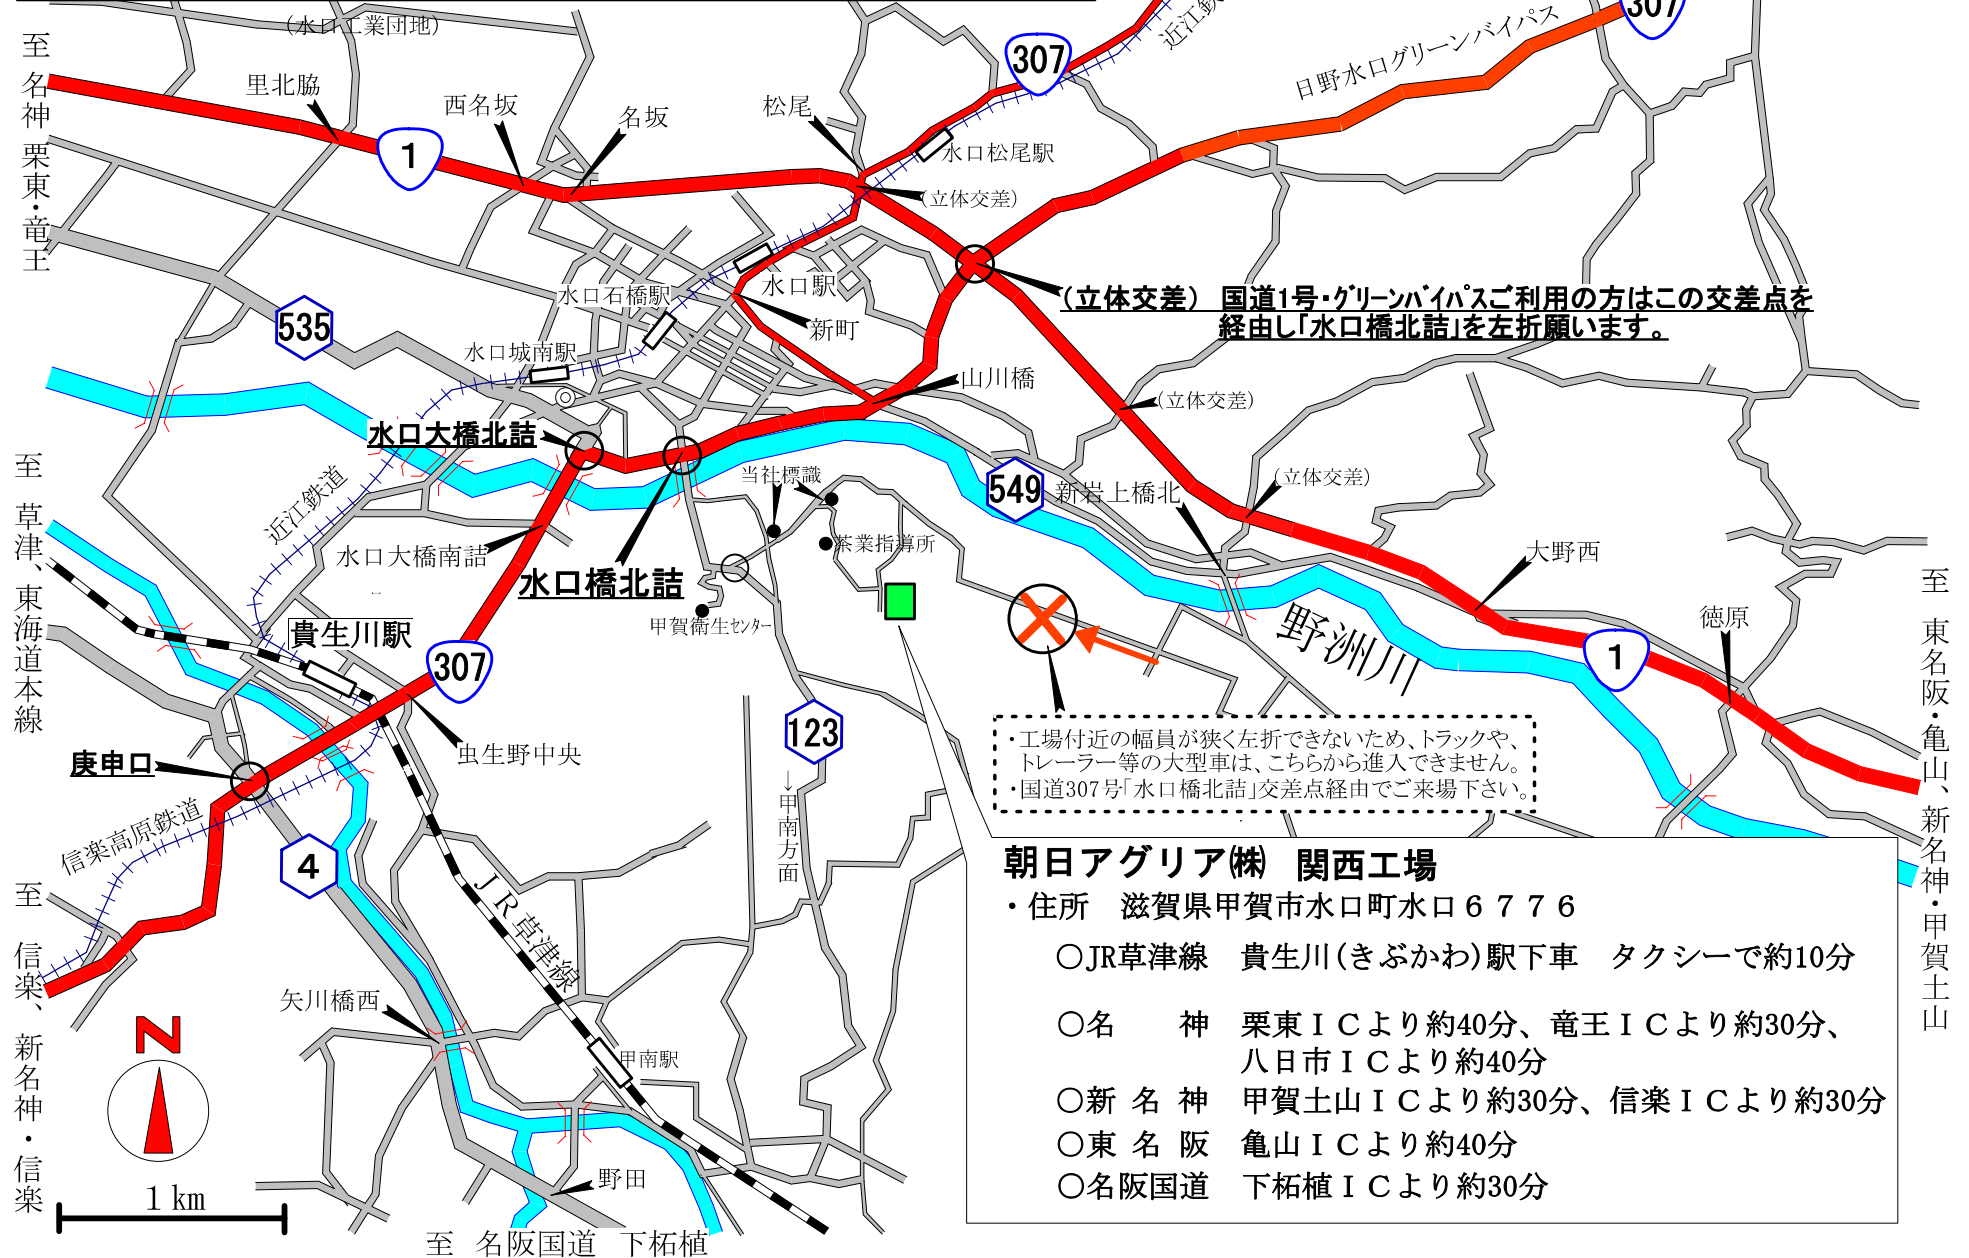 (水口工業団地)
近江鉄
307
307
日野水口グリーンバイパス
至 名神 栗東・竜王
里北脇
西名坂
名坂
松尾
1
水口松尾駅
(立体交差)
水口駅
水口石橋駅
新町
535
水口城南駅
山川橋
(立体交差) 国道1号・グリーンバイパスご利用の方はこの交差点を
経由し「水口橋北詰」を左折願います。
(立体交差)
水口大橋北詰
近江鉄道
当社標識
549
新岩上橋北
(立体交差)
至 草津、東海道本線
水口大橋南詰
水口橋北詰
茶業指導所
大野西
甲賀衛生センター
野洲川
徳原
至 東名阪・亀山、新名神・甲賀土山
貴生川駅
307
1
庚申口
虫生野中央
123
↓甲南方面
・工場付近の幅員が狭く左折できないため、トラックや、
トレーラー等の大型車は、こちらから進入できません。
・国道307号「水口橋北詰」交差点経由でご来場下さい。
信楽高原鉄道
4
JR草津線
至 信楽、新名神・信楽
矢川橋西
甲南駅
野田
N
1 km
至 名阪国道 下柘植
朝日アグリア㈱ 関西工場
・住所 滋賀県甲賀市水口町水口6776
○JR草津線 貴生川(きぶかわ)駅下車 タクシーで約10分
○名 神 栗東ICより約40分、竜王ICより約30分、
八日市ICより約40分
○新名神 甲賀土山ICより約30分、信楽ICより約30分
○東名阪 亀山ICより約40分
○名阪国道 下柘植ICより約30分